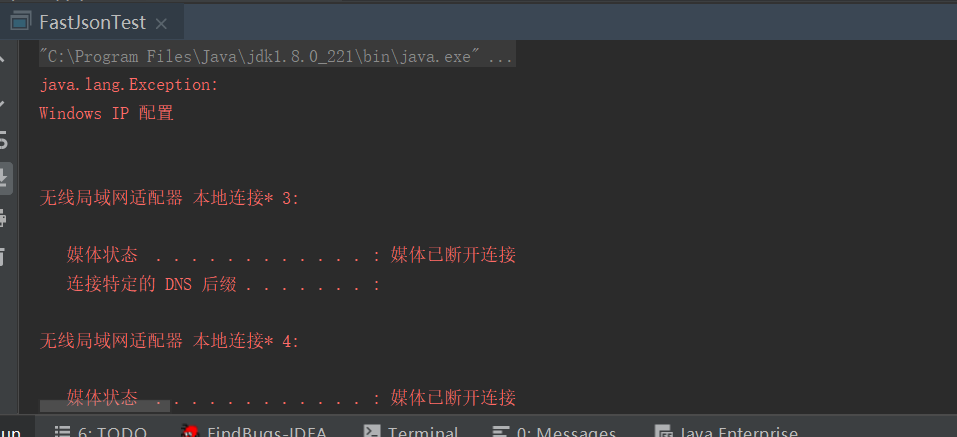 FastJsonTest
"C:\Program Files\Java\jdk1.8.0_221\bin\java.exe" ...
java.lang.Exception:
Windows IP 配置
无线局域网适配器 本地连接* 3:
媒体状态 . . . . . . . . . . . . : 媒体已断开连接
连接特定的 DNS 后缀 . . . . . . . :
无线局域网适配器 本地连接* 4:
媒体状态 . . . . . . . . . . . . : 媒体已断开连接
6: TODO FindBugs-IDEA Terminal 0: Messages Java Enterprise